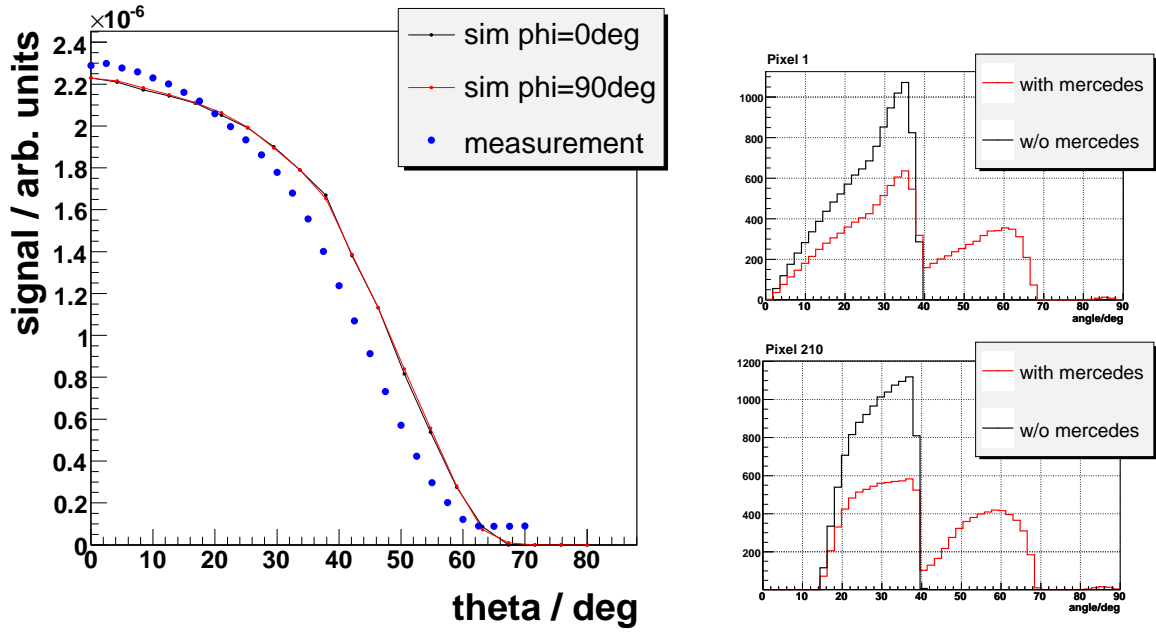 ×10⁻⁶
signal / arb. units
2.4
2.2
2
1.8
1.6
1.4
1.2
1
0.8
0.6
0.4
0.2
0
0 10 20 30 40 50 60 70 80
theta / deg
sim phi=0deg
sim phi=90deg
measurement
Pixel 1
with mercedes
w/o mercedes
1000
800
600
400
200
0
0 10 20 30 40 50 60 70 80 90
angle/deg
Pixel 210
with mercedes
w/o mercedes
1200
1000
800
600
400
200
0
0 10 20 30 40 50 60 70 80 90
angle/deg